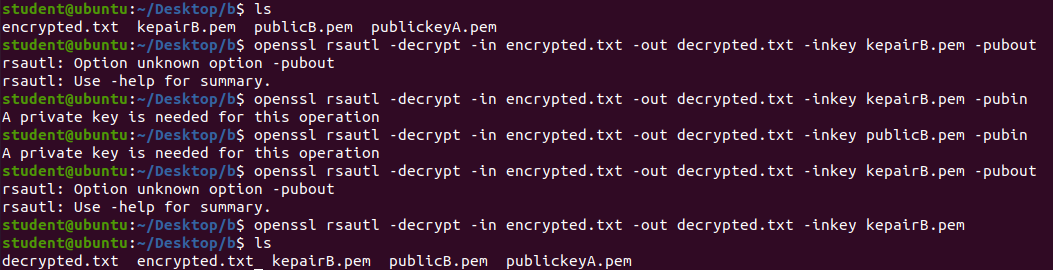 student@ubuntu:~/Desktop/b$ ls
encrypted.txt  kepairB.pem  publicB.pem  publickeyA.pem
student@ubuntu:~/Desktop/b$ openssl rsautl -decrypt -in encrypted.txt -out decrypted.txt -inkey kepairB.pem -pubout
rsautl: Option unknown option -pubout
rsautl: Use -help for summary.
student@ubuntu:~/Desktop/b$ openssl rsautl -decrypt -in encrypted.txt -out decrypted.txt -inkey kepairB.pem -pubin
A private key is needed for this operation
student@ubuntu:~/Desktop/b$ openssl rsautl -decrypt -in encrypted.txt -out decrypted.txt -inkey publicB.pem -pubin
A private key is needed for this operation
student@ubuntu:~/Desktop/b$ openssl rsautl -decrypt -in encrypted.txt -out decrypted.txt -inkey kepairB.pem -pubout
rsautl: Option unknown option -pubout
rsautl: Use -help for summary.
student@ubuntu:~/Desktop/b$ openssl rsautl -decrypt -in encrypted.txt -out decrypted.txt -inkey kepairB.pem
student@ubuntu:~/Desktop/b$ ls
decrypted.txt  encrypted.txt  kepairB.pem  publicB.pem  publickeyA.pem